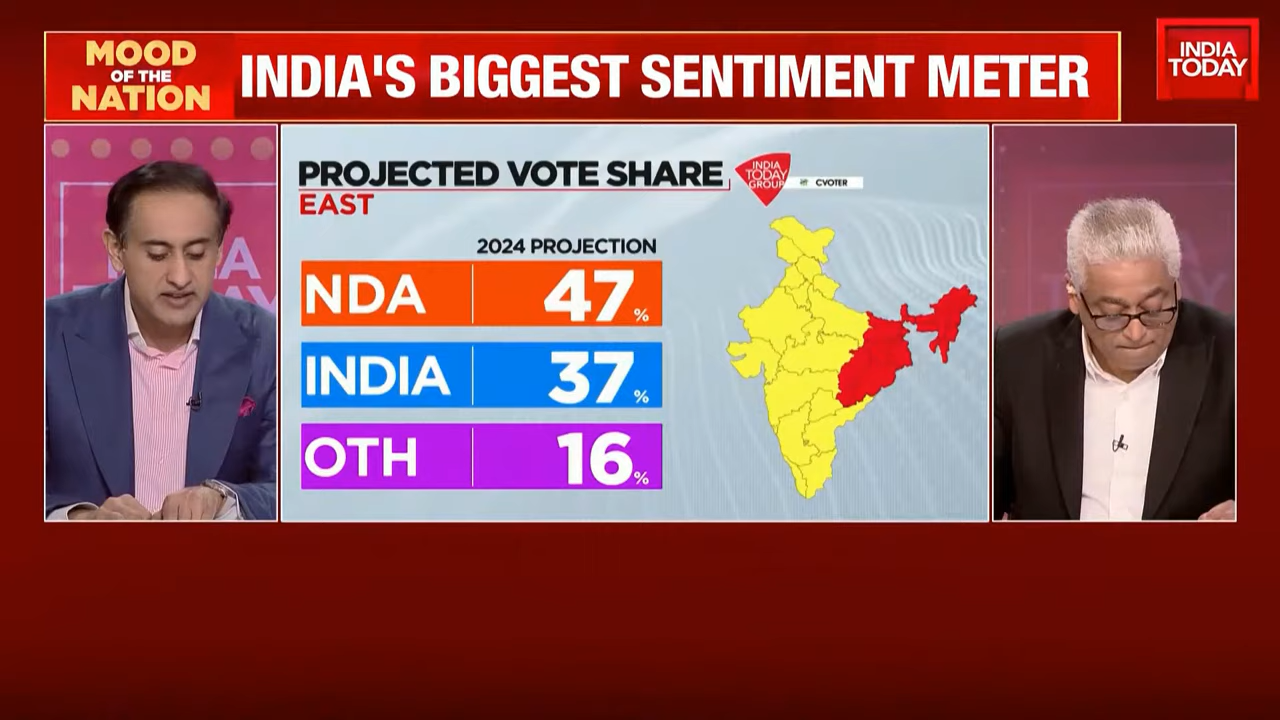 MOOD
OF THE
NATION
INDIA'S BIGGEST SENTIMENT METER
INDIA
TODAY
PROJECTED VOTE SHARE
EAST
INDIA
TODAY
GROUP
CVOTER
2024 PROJECTION
NDA 47%
INDIA 37%
OTH 16%